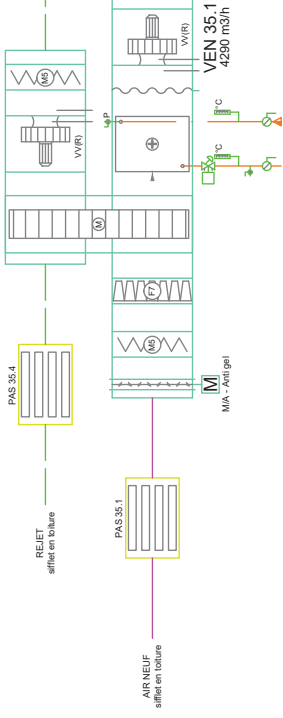 VV(R)
VEN 35.1
4290 m3/h
M5
VV(R)
P
°C
°C
M
F7
M5
M
M/A - Anti gel
PAS 35.4
PAS 35.1
REJET
sifflet en toiture
AIR NEUF
sifflet en toiture